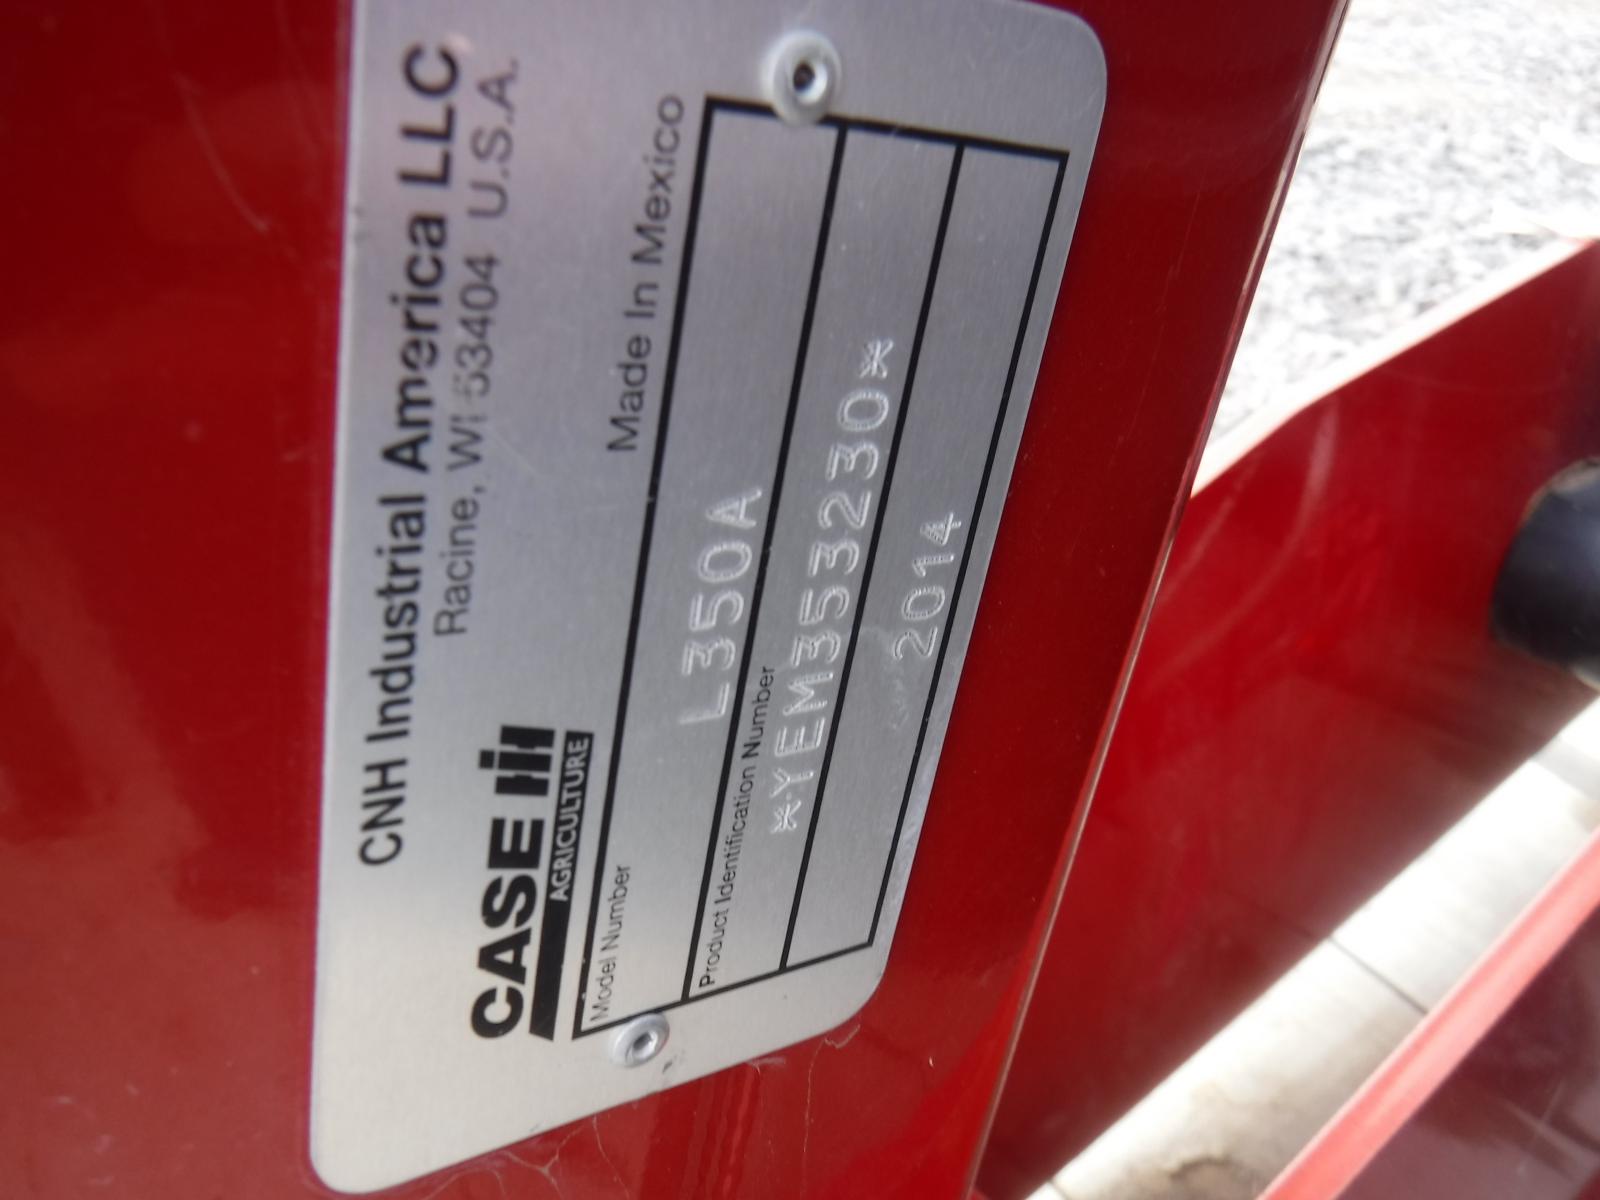 CNH Industrial America LLC
Racine, WI 53404 U.S.A.
CASE IH
AGRICULTURE
Made In Mexico
Model Number
L350A
Product Identification Number
*YEM353230*
2014